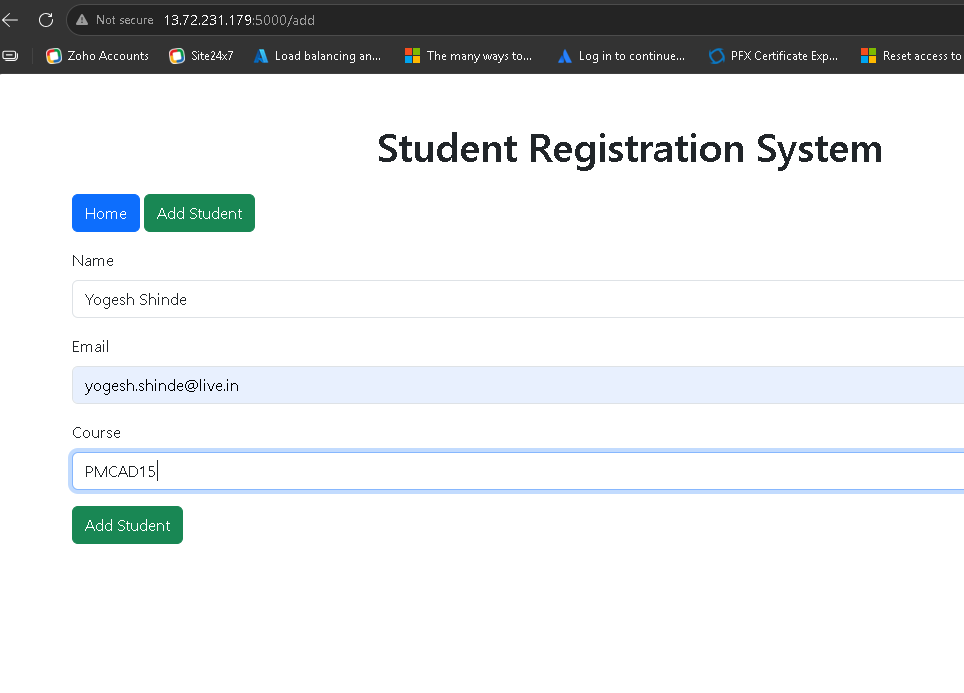 Not secure 13.72.231.179:5000/add
Zoho Accounts Site24x7 Load balancing an... The many ways to... Log in to continue... PFX Certificate Exp... Reset access to
Student Registration System
Home Add Student
Name
Yogesh Shinde
Email
yogesh.shinde@live.in
Course
PMCAD15
Add Student